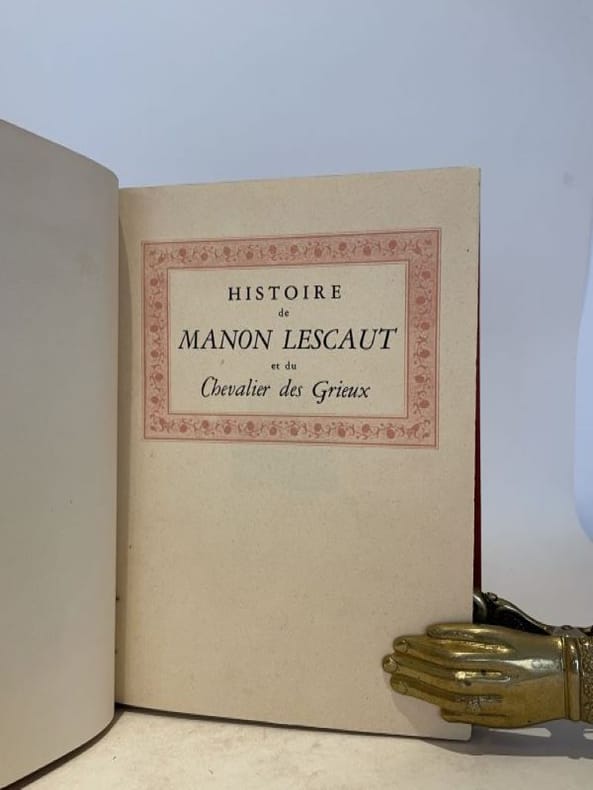 HISTOIRE
de
MANON LESCAUT
et du
Chevalier des Grieux